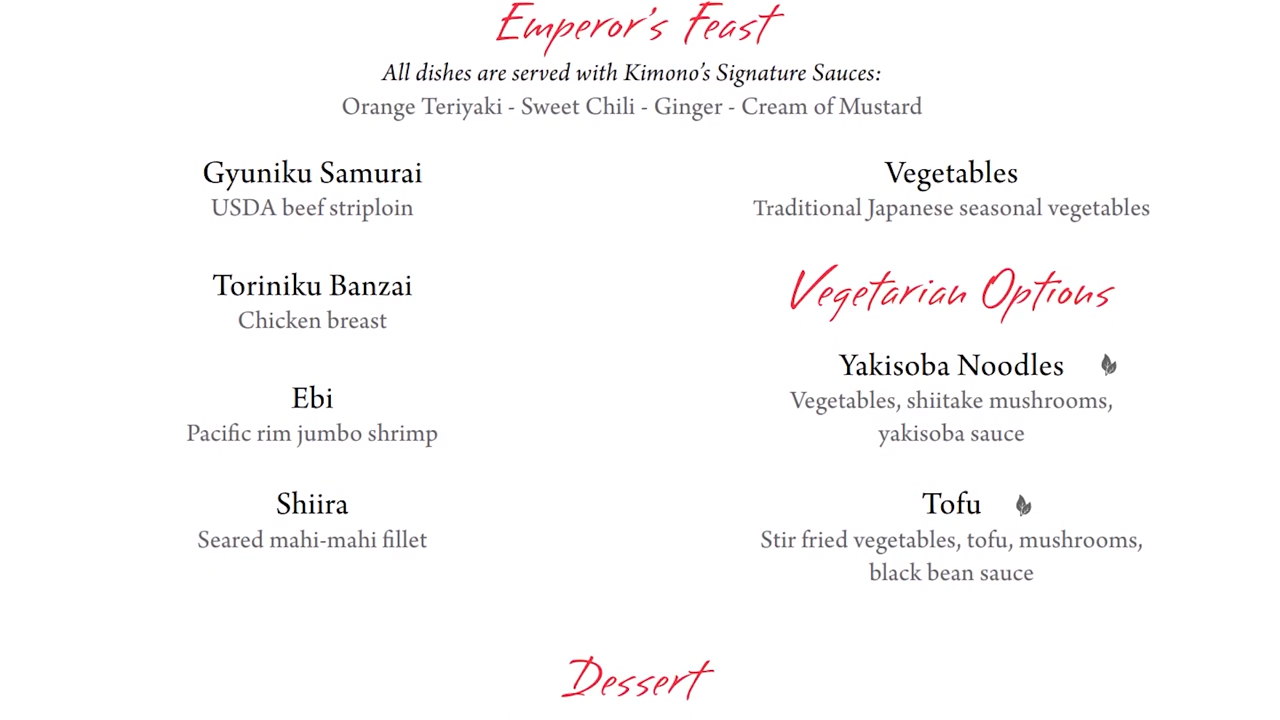 Emperor's Feast
All dishes are served with Kimono's Signature Sauces:
Orange Teriyaki - Sweet Chili - Ginger - Cream of Mustard
Gyuniku Samurai
USDA beef striploin
Toriniku Banzai
Chicken breast
Ebi
Pacific rim jumbo shrimp
Shiira
Seared mahi-mahi fillet
Vegetables
Traditional Japanese seasonal vegetables
Vegetarian Options
Yakisoba Noodles
Vegetables, shiitake mushrooms,
yakisoba sauce
Tofu
Stir fried vegetables, tofu, mushrooms,
black bean sauce
Dessert